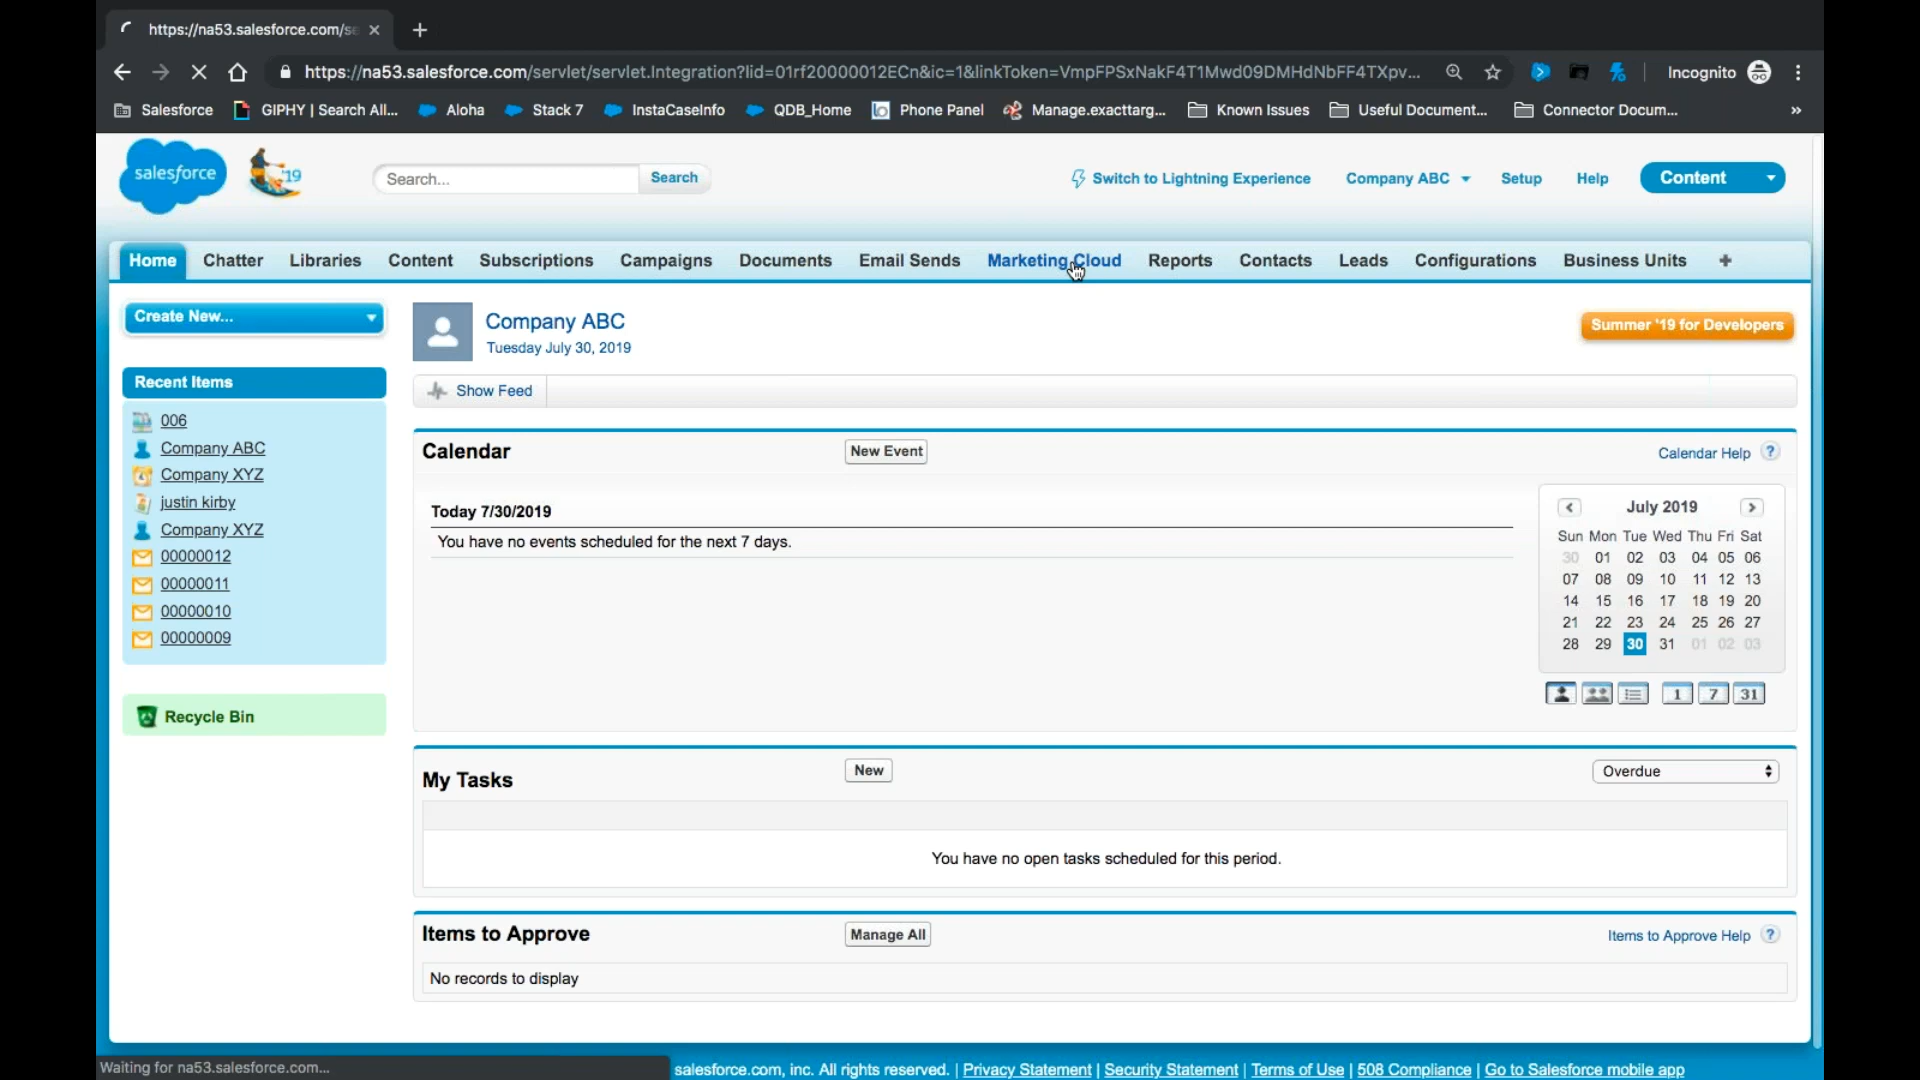 https://na53.salesforce.com/se
https://na53.salesforce.com/servlet/servlet.Integration?lid=01rf20000012ECn&ic=1&linkToken=VmpFPSxNakF4T1Mwd09DMHdNbFF4TXpv... Incognito
Salesforce GIPHY | Search All... Aloha Stack 7 InstaCaseInfo QDB_Home Phone Panel Manage.exacttarg... Known Issues Useful Document... Connector Docum... »
salesforce '19 Search... Search Switch to Lightning Experience Company ABC Setup Help Content
Home Chatter Libraries Content Subscriptions Campaigns Documents Email Sends Marketing Cloud Reports Contacts Leads Configurations Business Units +
Create New...
Company ABC
Tuesday July 30, 2019
Summer '19 for Developers
Recent Items
006
Company ABC
Company XYZ
justin kirby
Company XYZ
00000012
00000011
00000010
00000009
Recycle Bin
Show Feed
Calendar New Event Calendar Help ?
Today 7/30/2019
You have no events scheduled for the next 7 days.
July 2019
Sun Mon Tue Wed Thu Fri Sat
30 01 02 03 04 05 06
07 08 09 10 11 12 13
14 15 16 17 18 19 20
21 22 23 24 25 26 27
28 29 30 31 01 02 03
1 7 31
My Tasks New Overdue
You have no open tasks scheduled for this period.
Items to Approve Manage All Items to Approve Help ?
No records to display
Waiting for na53.salesforce.com...
salesforce.com, inc. All rights reserved. | Privacy Statement | Security Statement | Terms of Use | 508 Compliance | Go to Salesforce mobile app